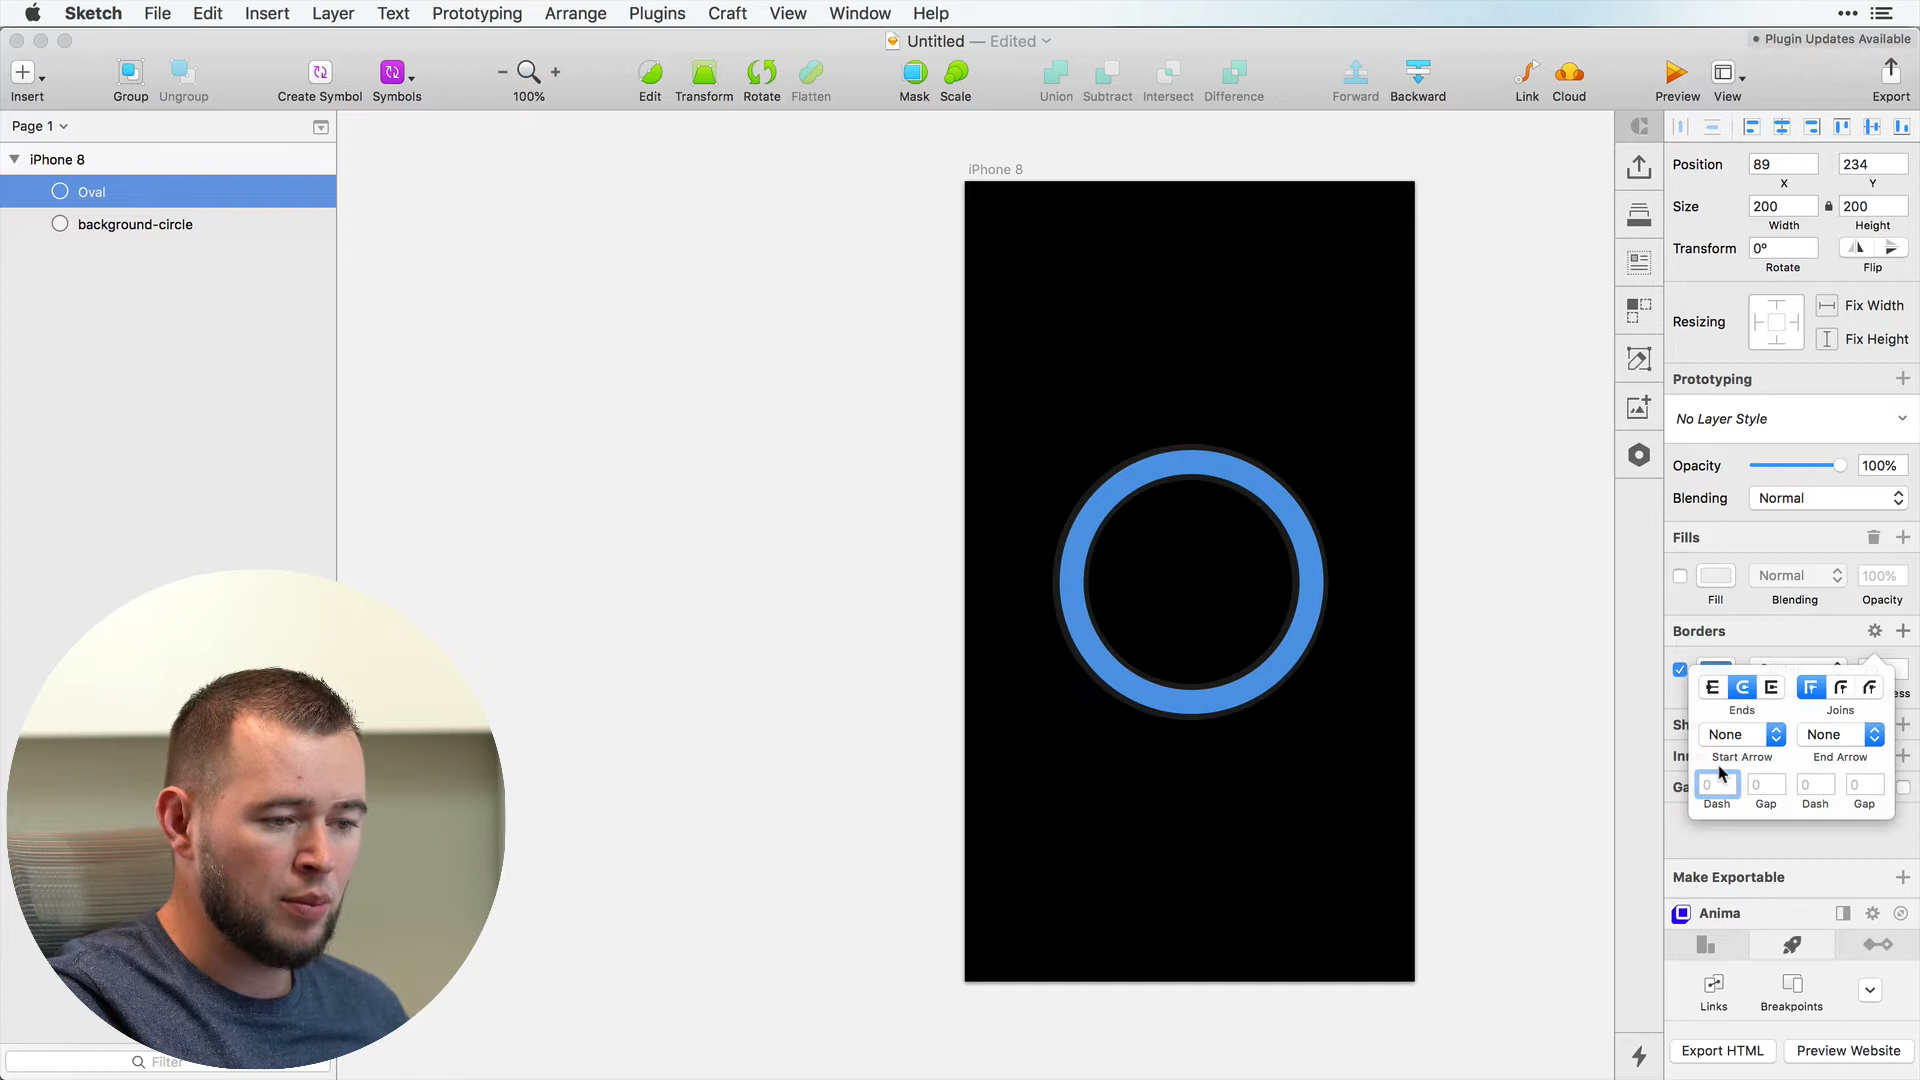 Sketch File Edit Insert Layer Text Prototyping Arrange Plugins Craft View Window Help
Untitled — Edited
Plugin Updates Available
Insert Group Ungroup Create Symbol Symbols 100% Edit Transform Rotate Flatten Mask Scale Union Subtract Intersect Difference Forward Backward Link Cloud Preview View Export
Page 1
iPhone 8
Oval
background-circle
Filter
iPhone 8
Position 89 234
X Y
Size 200 200
Width Height
Transform 0°
Rotate Flip
Resizing Fix Width
Fix Height
Prototyping
No Layer Style
Opacity 100%
Blending Normal
Fills
Normal 100%
Fill Blending Opacity
Borders
Ends Joins
None None
Start Arrow End Arrow
0 0 0 0
Dash Gap Dash Gap
Make Exportable
Anima
Links Breakpoints
Export HTML Preview Website